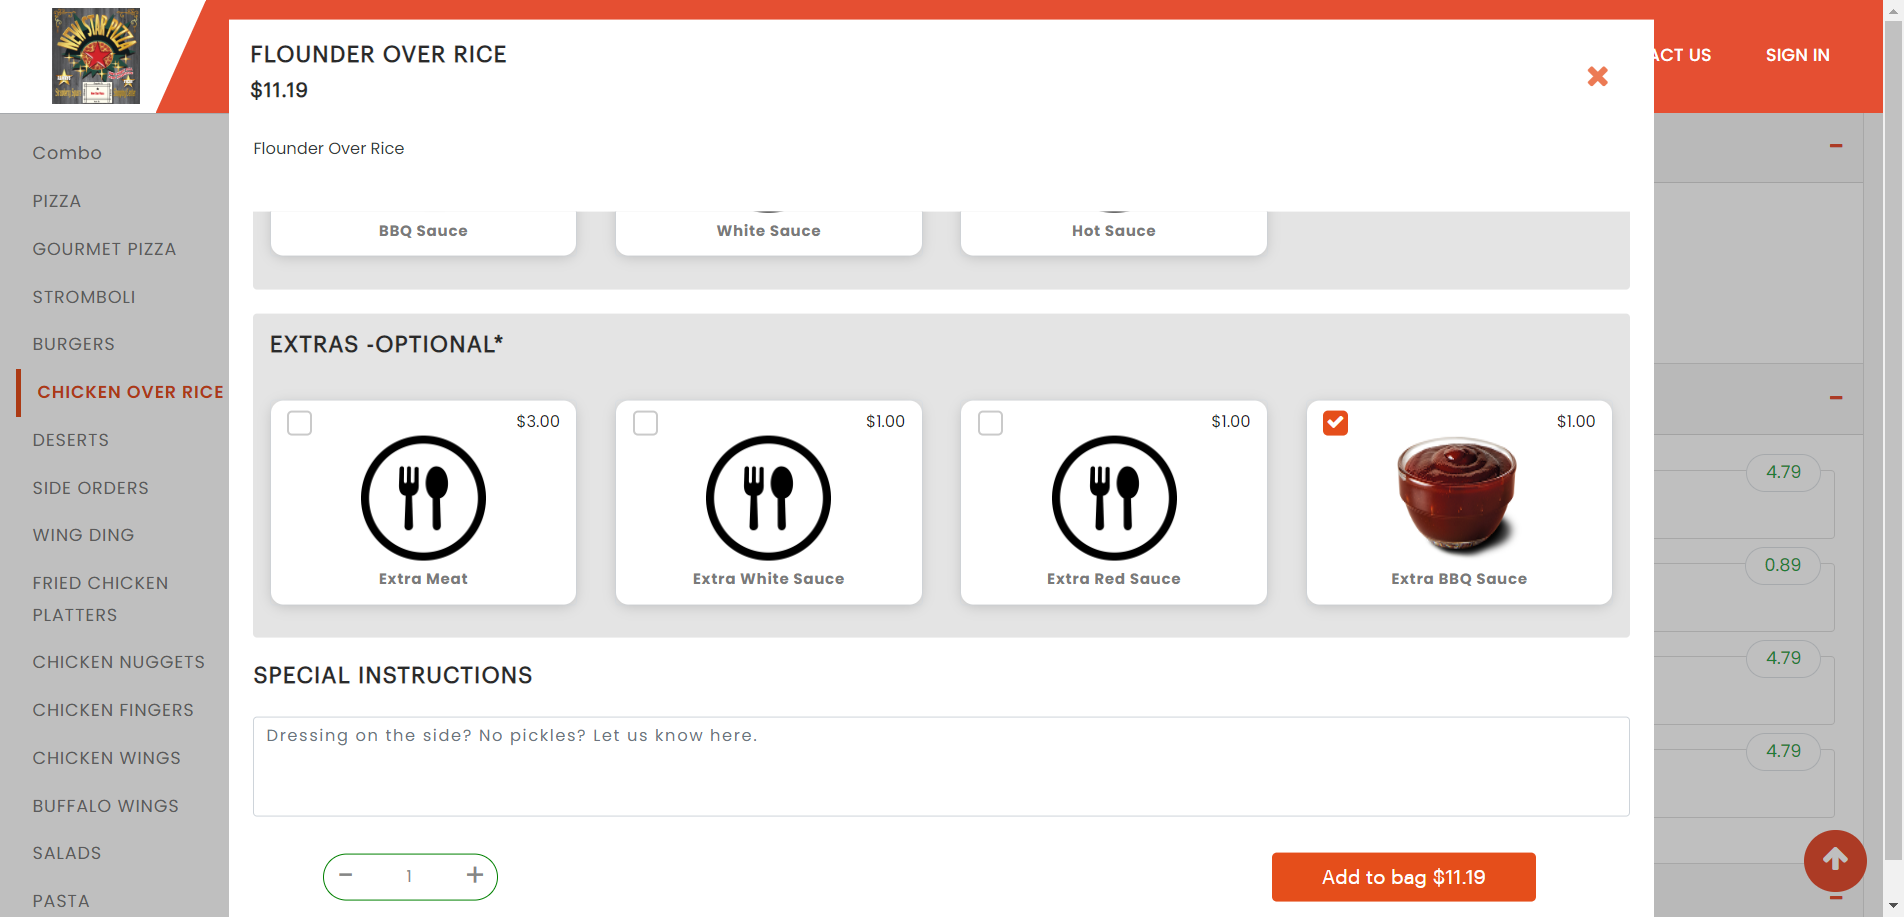 NEW STAR PIZZA
ACT US
SIGN IN
FLOUNDER OVER RICE
$11.19
Flounder Over Rice
Combo
PIZZA
GOURMET PIZZA
STROMBOLI
BURGERS
CHICKEN OVER RICE
DESERTS
SIDE ORDERS
WING DING
FRIED CHICKEN
PLATTERS
CHICKEN NUGGETS
CHICKEN FINGERS
CHICKEN WINGS
BUFFALO WINGS
SALADS
PASTA
BBQ Sauce
White Sauce
Hot Sauce
EXTRAS -OPTIONAL*
$3.00
Extra Meat
$1.00
Extra White Sauce
$1.00
Extra Red Sauce
$1.00
Extra BBQ Sauce
SPECIAL INSTRUCTIONS
Dressing on the side? No pickles? Let us know here.
1
Add to bag $11.19
4.79
0.89
4.79
4.79